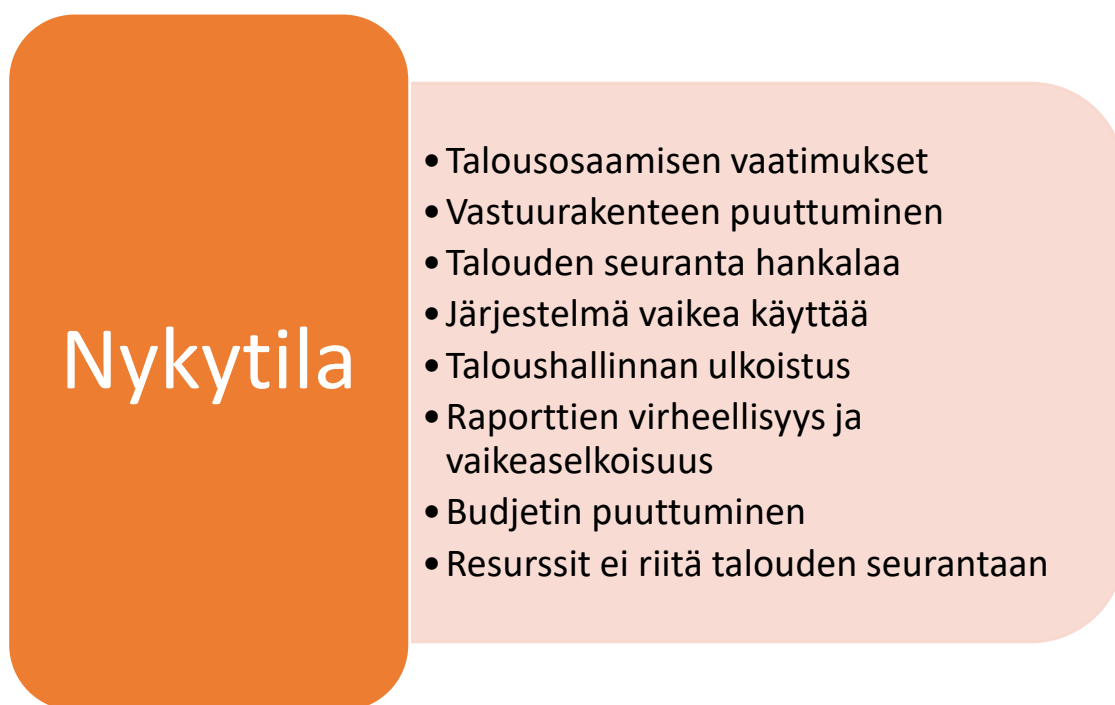 Nykytila
• Talousosaamisen vaatimukset
• Vastuurakenteen puuttuminen
• Talouden seuranta hankalaa
• Järjestelmä vaikea käyttää
• Taloushallinnan ulkoistus
• Raporttien virheellisyys ja
vaikeaselkoisuus
• Budjetin puuttuminen
• Resurssit ei riitä talouden seurantaan